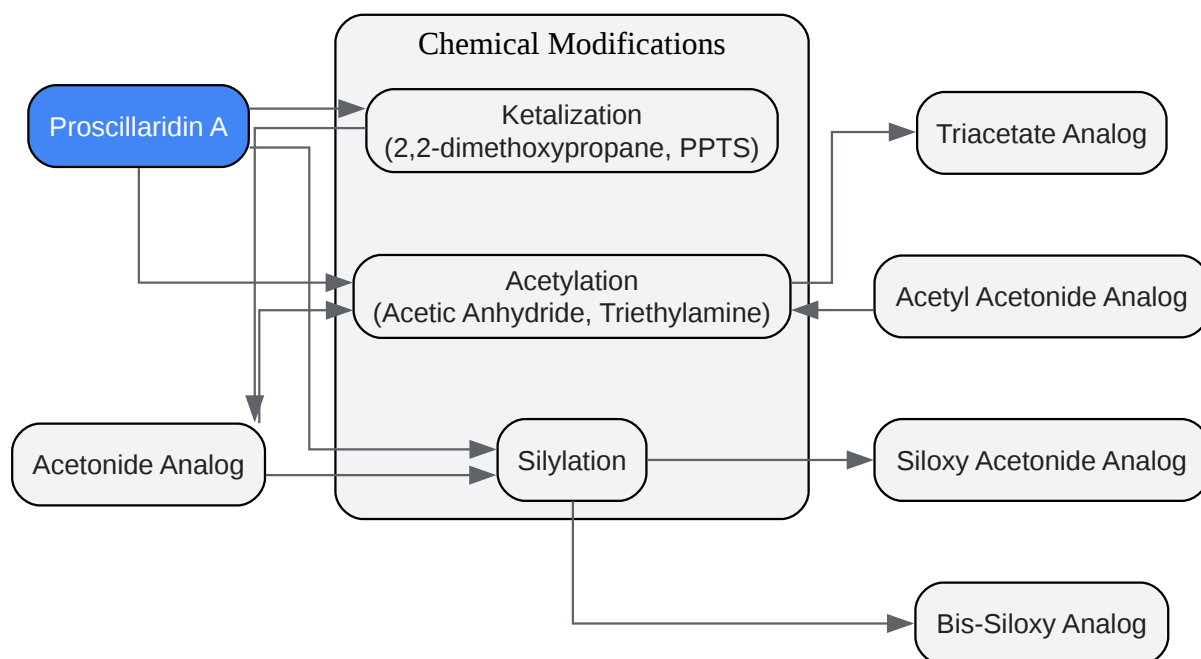 Chemical Modifications
Proscillaridin A
Ketalization
(2,2-dimethoxypropane, PPTS)
Triacetate Analog
Acetylation
(Acetic Anhydride, Triethylamine)
Acetyl Acetonide Analog
Acetonide Analog
Silylation
Siloxy Acetonide Analog
Bis-Siloxy Analog